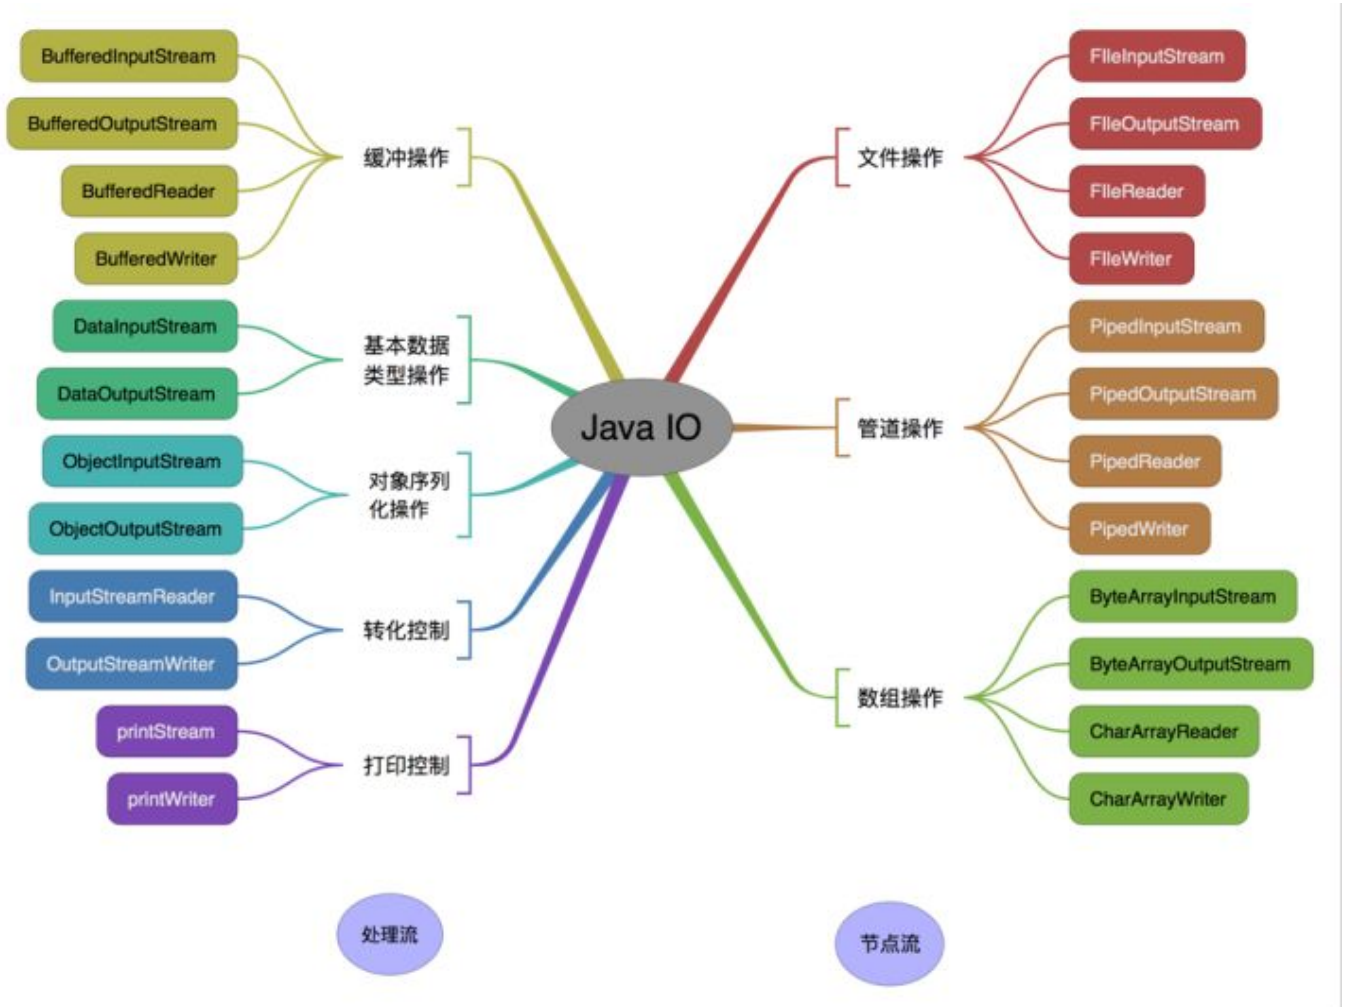 BufferedInputStream
BufferedOutputStream
BufferedReader
BufferedWriter
缓冲操作
DataInputStream
DataOutputStream
基本数据
类型操作
ObjectInputStream
ObjectOutputStream
对象序列
化操作
InputStreamReader
OutputStreamWriter
转化控制
printStream
printWriter
打印控制
Java IO
文件操作
FIleInputStream
FIleOutputStream
FIleReader
FIleWriter
管道操作
PipedInputStream
PipedOutputStream
PipedReader
PipedWriter
数组操作
ByteArrayInputStream
ByteArrayOutputStream
CharArrayReader
CharArrayWriter
处理流
节点流